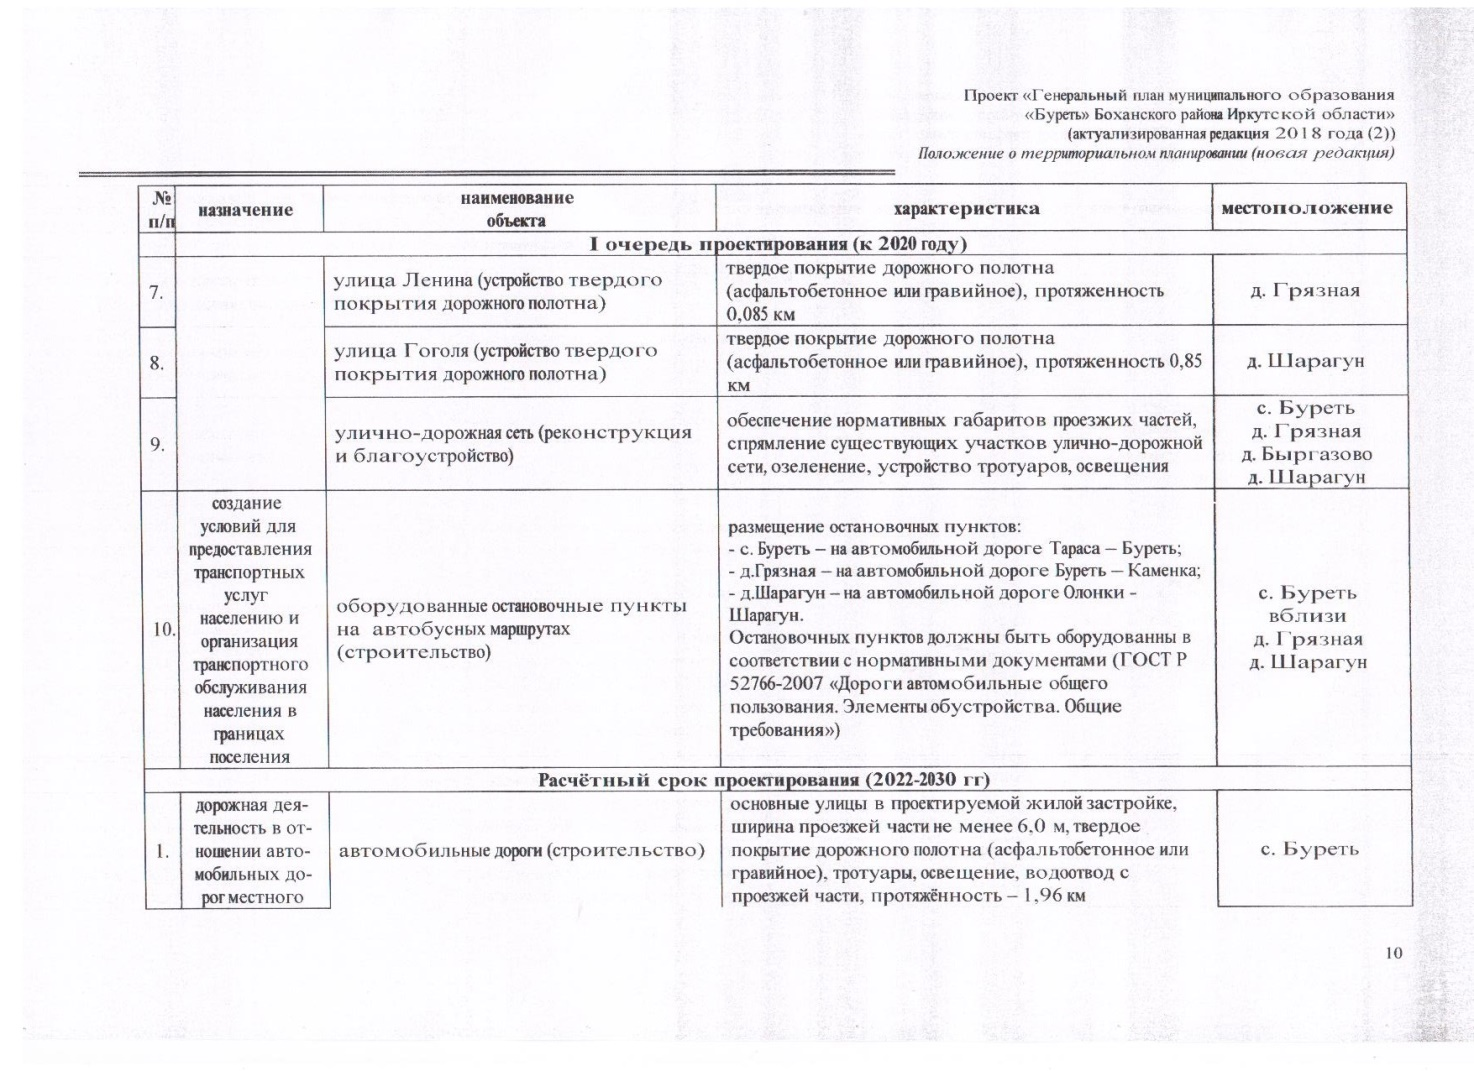 Проект «Генеральный план муниципального образования
«Буреть» Боханского района Иркутской области»
(актуализированная редакция 2018 года (2))
Положение о территориальном планировании (новая редакция)
№
п/п
назначение
наименование
объекта
характеристика
местоположение
I очередь проектирования (к 2020 году)
7.
улица Ленина (устройство твердого
покрытия дорожного полотна)
твердое покрытие дорожного полотна
(асфальтобетонное или гравийное), протяженность
0,085 км
д. Грязная
8.
улица Гоголя (устройство твердого
покрытия дорожного полотна)
твердое покрытие дорожного полотна
(асфальтобетонное или гравийное), протяженность 0,85
км
д. Шарагун
9.
улично-дорожная сеть (реконструкция
и благоустройство)
обеспечение нормативных габаритов проезжих частей,
спрямление существующих участков улично-дорожной
сети, озеленение, устройство тротуаров, освещения
с. Буреть
д. Грязная
д. Быргазово
д. Шарагун
10.
создание
условий для
предоставления
транспортных
услуг
населению и
организация
транспортного
обслуживания
населения в
границах
поселения
оборудованные остановочные пункты
на автобусных маршрутах
(строительство)
размещение остановочных пунктов:
- с. Буреть – на автомобильной дороге Тараса – Буреть;
- д.Грязная – на автомобильной дороге Буреть – Каменка;
- д.Шарагун – на автомобильной дороге Олонки -
Шарагун.
Остановочных пунктов должны быть оборудованны в
соответствии с нормативными документами (ГОСТ Р
52766-2007 «Дороги автомобильные общего
пользования. Элементы обустройства. Общие
требования»)
с. Буреть
вблизи
д. Грязная
д. Шарагун
Расчётный срок проектирования (2022-2030 гг)
1.
дорожная дея-
тельность в от-
ношении авто-
мобильных до-
рог местного
автомобильные дороги (строительство)
основные улицы в проектируемой жилой застройке,
ширина проезжей части не менее 6,0 м, твердое
покрытие дорожного полотна (асфальтобетонное или
гравийное), тротуары, освещение, водоотвод с
проезжей части, протяжённость – 1,96 км
с. Буреть
10